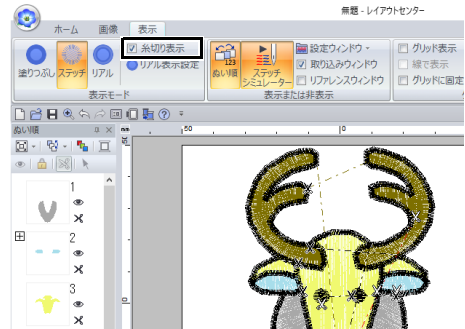 無題 - レイアウトセンター
ホーム 画像 表示
塗りつぶし ステッチ リアル
糸切り表示
リアル表示設定
表示モード
123
ぬい順
ステッチ
シミュレーター
設定ウィンドウ
取り込みウィンドウ
リファレンスウィンドウ
表示または非表示
グリッド表示
線で表示
グリッドに固定
ぬい順
mm
50
0
50
1
2
3
0